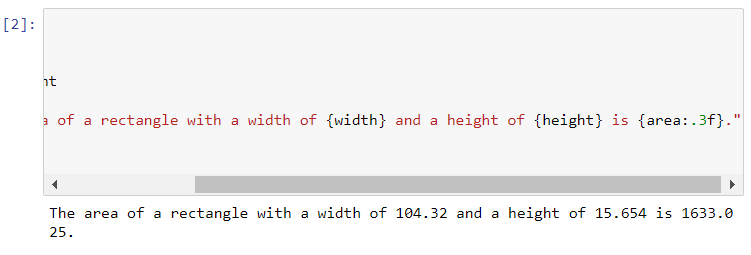 [2]:
nt
a of a rectangle with a width of {width} and a height of {height} is {area:.3f}."
The area of a rectangle with a width of 104.32 and a height of 15.654 is 1633.0
25.